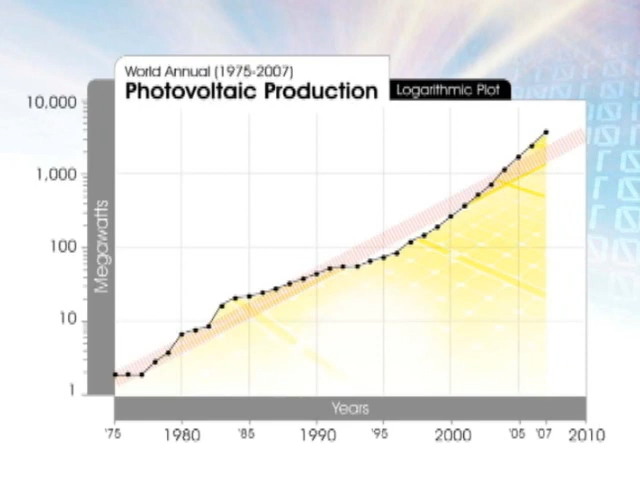 World Annual (1975-2007)
Photovoltaic Production
Logarithmic Plot
10,000
1,000
100
10
1
Megawatts
Years
'75
1980
'85
1990
'95
2000
'05
'07
2010